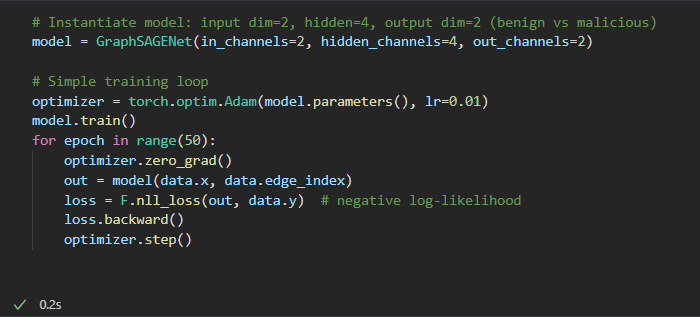 # Instantiate model: input dim=2, hidden=4, output dim=2 (benign vs malicious)
model = GraphSAGENet(in_channels=2, hidden_channels=4, out_channels=2)

# Simple training loop
optimizer = torch.optim.Adam(model.parameters(), lr=0.01)
model.train()
for epoch in range(50):
    optimizer.zero_grad()
    out = model(data.x, data.edge_index)
    loss = F.nll_loss(out, data.y)  # negative log-likelihood
    loss.backward()
    optimizer.step()

✓ 0.2s